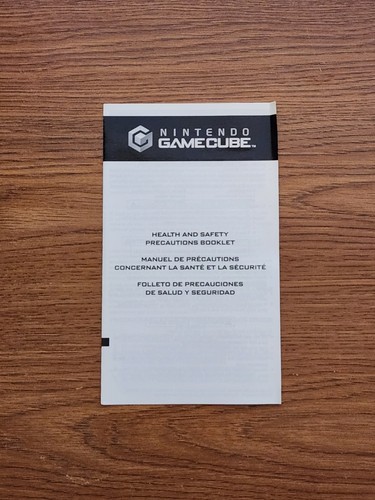 NINTENDO
GAMECUBE™
HEALTH AND SAFETY
PRECAUTIONS BOOKLET
MANUEL DE PRÉCAUTIONS
CONCERNANT LA SANTÉ ET LA SÉCURITÉ
FOLLETO DE PRECAUCIONES
DE SALUD Y SEGURIDAD